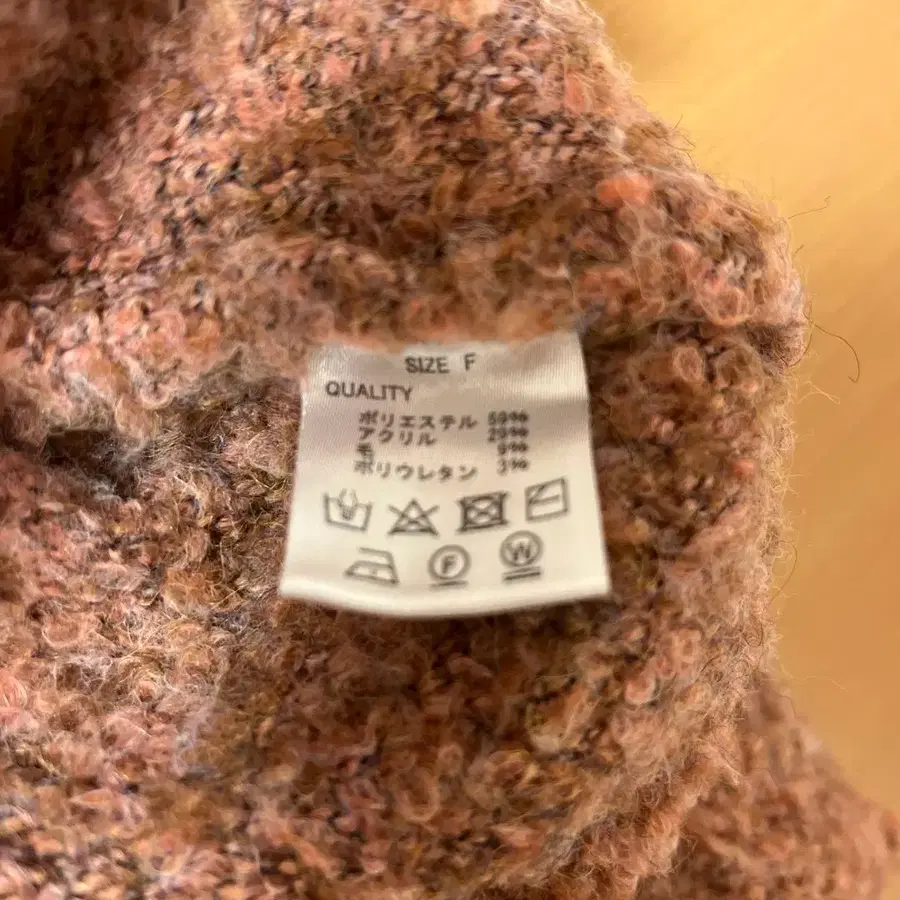 SIZE F
QUALITY
ポリエステル 59%
アクリル 29%
毛 9%
ポリウレタン 3%
F W